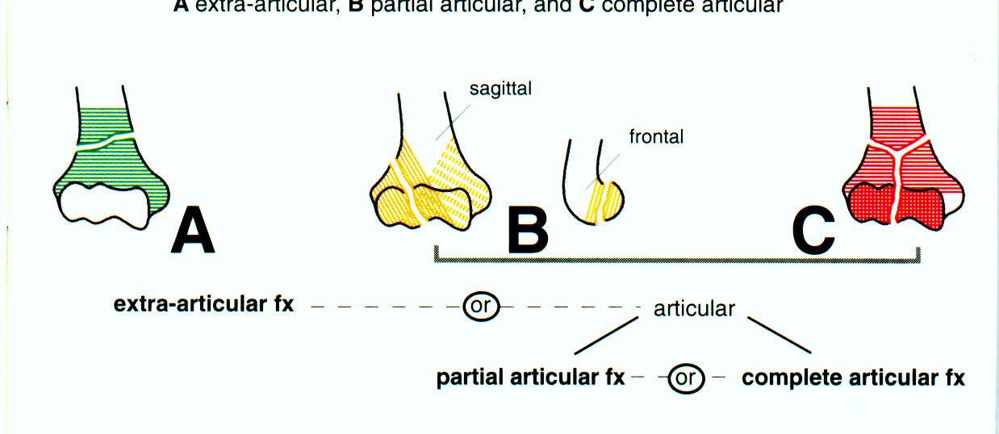 A extra-articular, B partial articular, and C complete articular
sagittal
frontal
A
B
C
extra-articular fx or articular
partial articular fx or complete articular fx